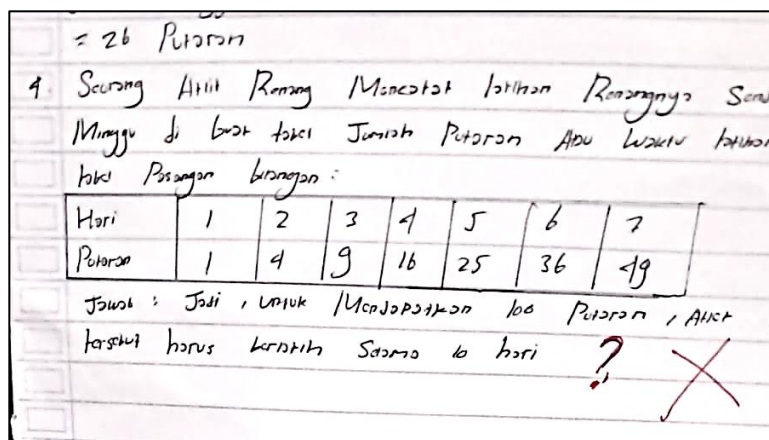 = 26 Putaran
4 Seorang Atlit Renang Mencatat latihan Renangnya
Minggu di buat tabel Jumlah Putaran Atau Waktu latihan
tabel Pasangan bilangan :
Hari 1 2 3 4 5 6 7
Putaran 1 4 9 16 25 36 49
Jawab : Jadi , untuk Mendapatkan 100 Putaran , Atlet
tersebut harus berlatih Selama 10 hari ?